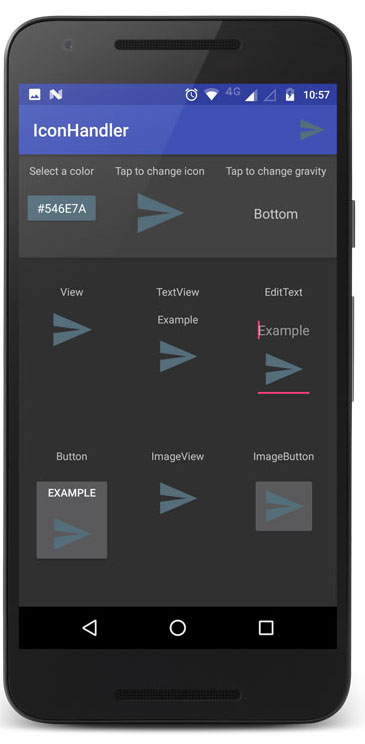 4G 10:57
IconHandler
Select a color Tap to change icon Tap to change gravity
#546E7A Bottom
View TextView EditText
Example Example
Button ImageView ImageButton
EXAMPLE